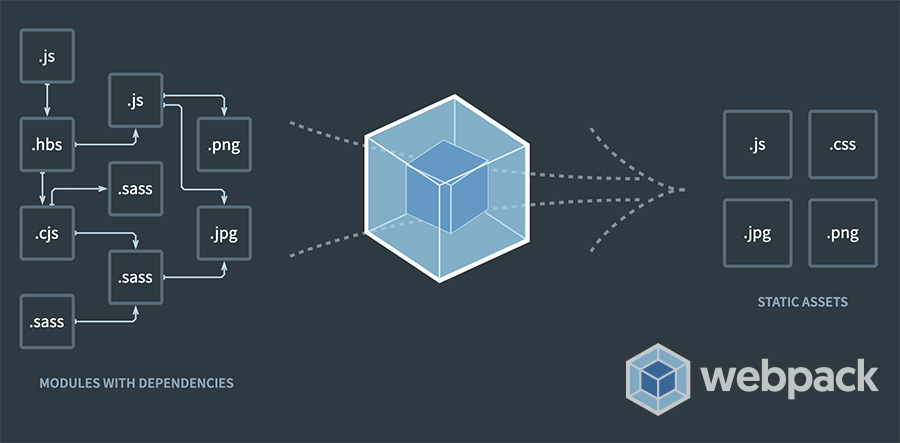 .js
.js
.hbs
.png
.sass
.cjs
.jpg
.sass
.sass
MODULES WITH DEPENDENCIES
.js
.css
.jpg
.png
STATIC ASSETS
webpack